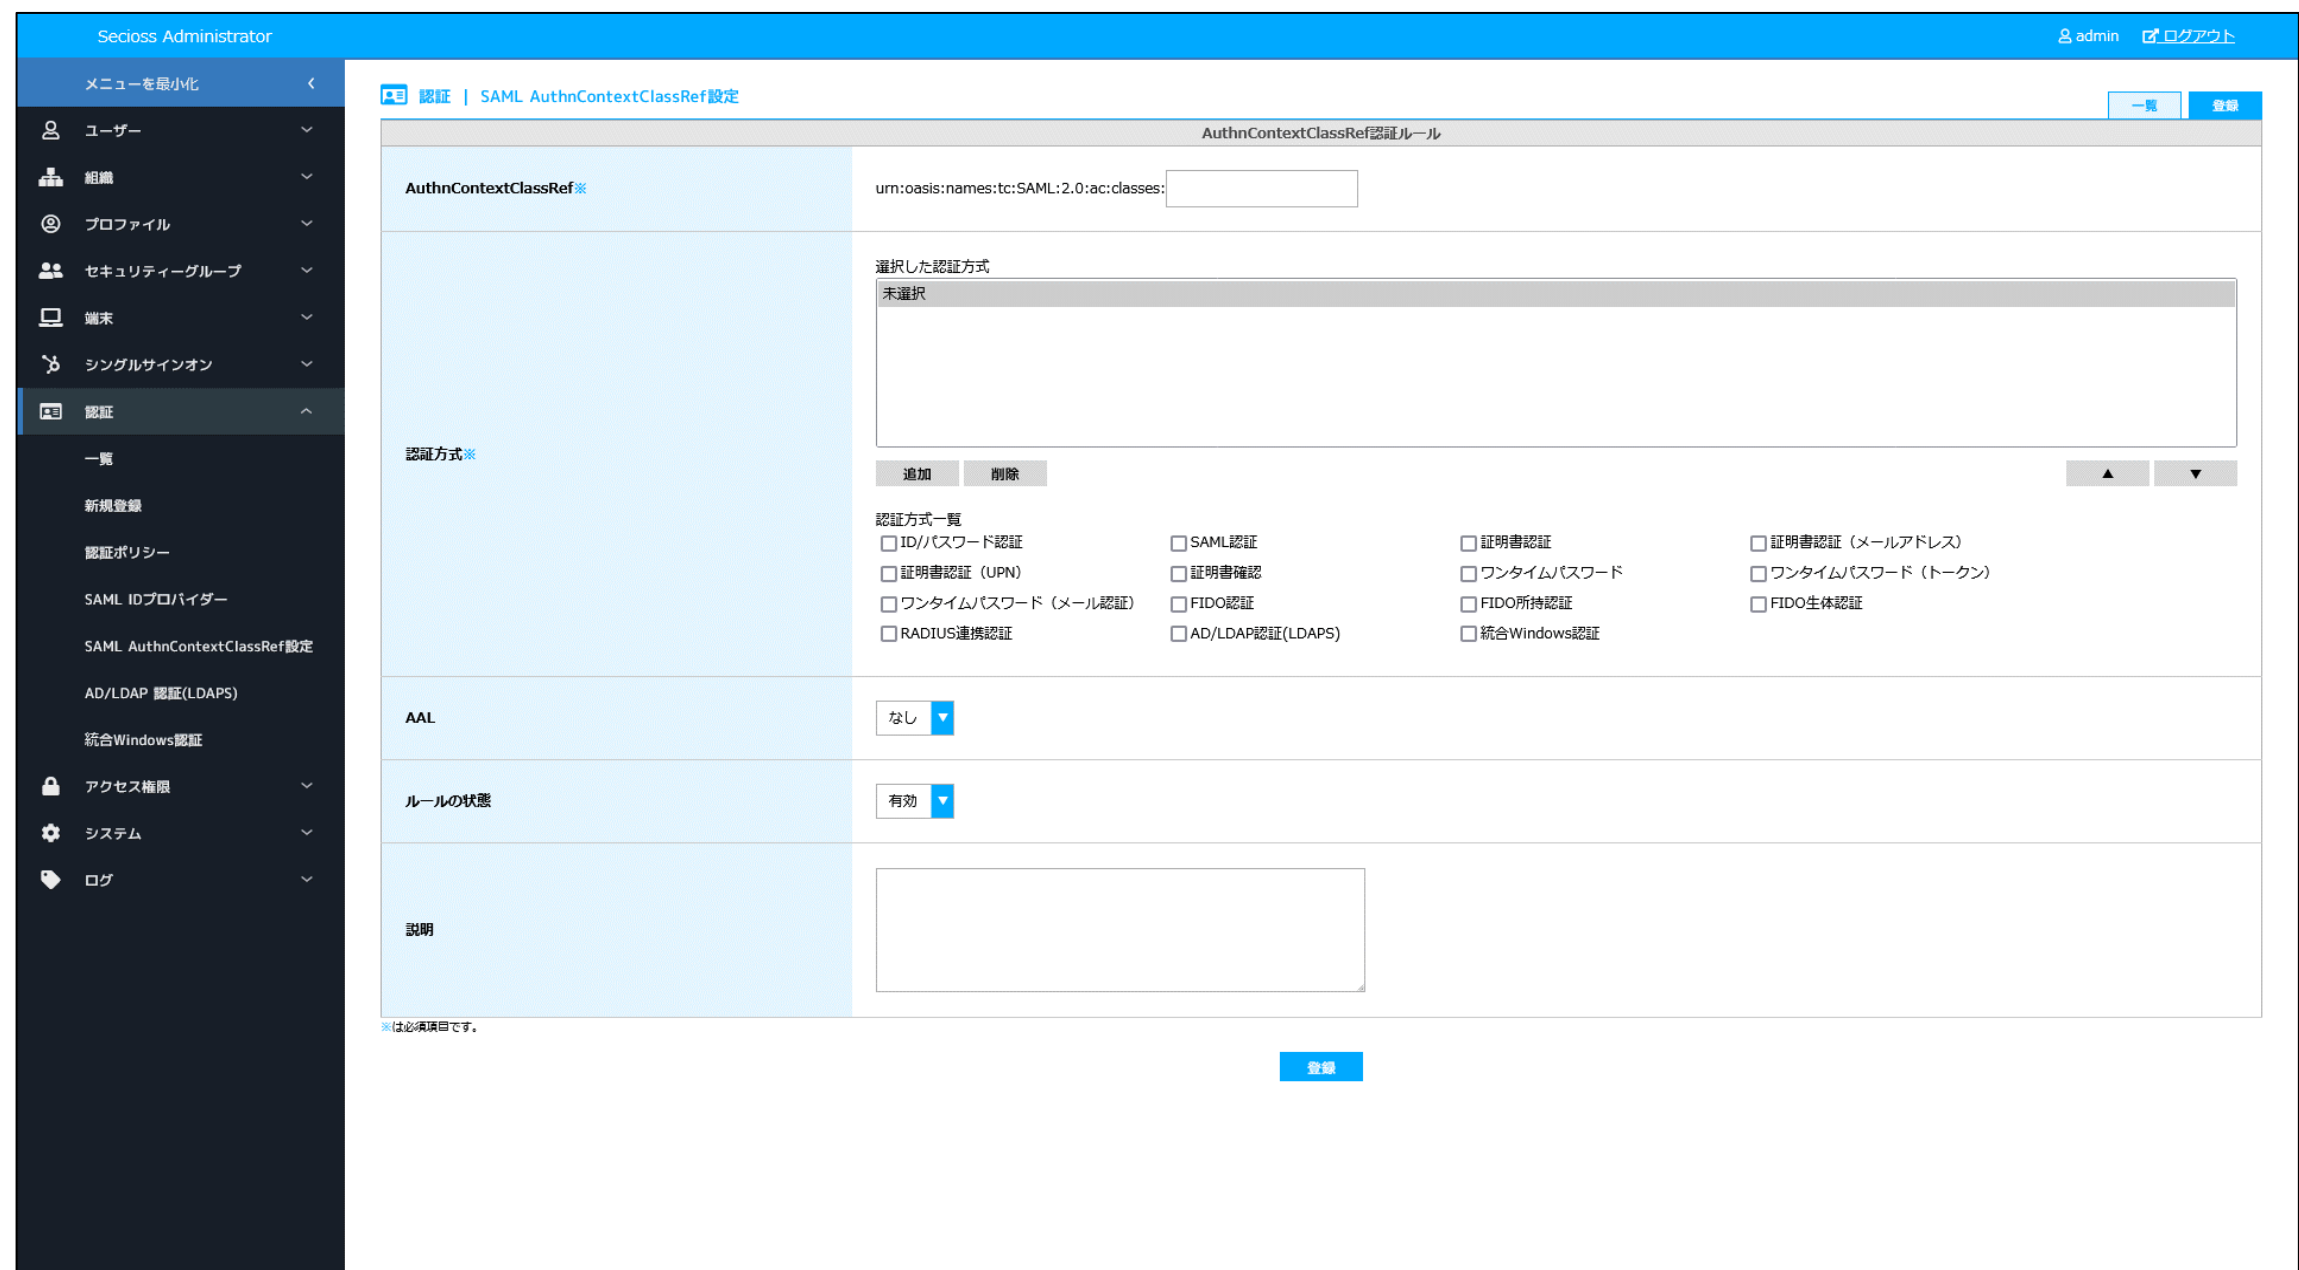 Secioss Administrator
admin ログアウト
メニューを最小化
ユーザー
組織
プロファイル
セキュリティーグループ
端末
シングルサインオン
認証
一覧
新規登録
認証ポリシー
SAML IDプロバイダー
SAML AuthnContextClassRef設定
AD/LDAP 認証(LDAPS)
統合Windows認証
アクセス権限
システム
ログ
認証 | SAML AuthnContextClassRef設定
一覧 登録
AuthnContextClassRef認証ルール
AuthnContextClassRef※ urn:oasis:names:tc:SAML:2.0:ac:classes:
認証方式※
選択した認証方式
未選択
追加 削除 ▲ ▼
認証方式一覧
ID/パスワード認証 SAML認証 証明書認証 証明書認証（メールアドレス）
証明書認証（UPN） 証明書確認 ワンタイムパスワード ワンタイムパスワード（トークン）
ワンタイムパスワード（メール認証） FIDO認証 FIDO所持認証 FIDO生体認証
RADIUS連携認証 AD/LDAP認証(LDAPS) 統合Windows認証
AAL なし ▼
ルールの状態 有効 ▼
説明
※は必須項目です。
登録